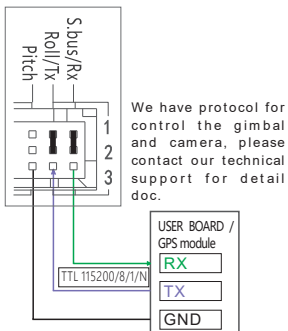 S.bus/Rx
Roll/Tx
Pitch
1
2
3
We have protocol for
control the gimbal
and camera, please
contact our technical
support for detail
doc.
USER BOARD /
GPS module
RX
TTL 115200/8/1/N
TX
GND